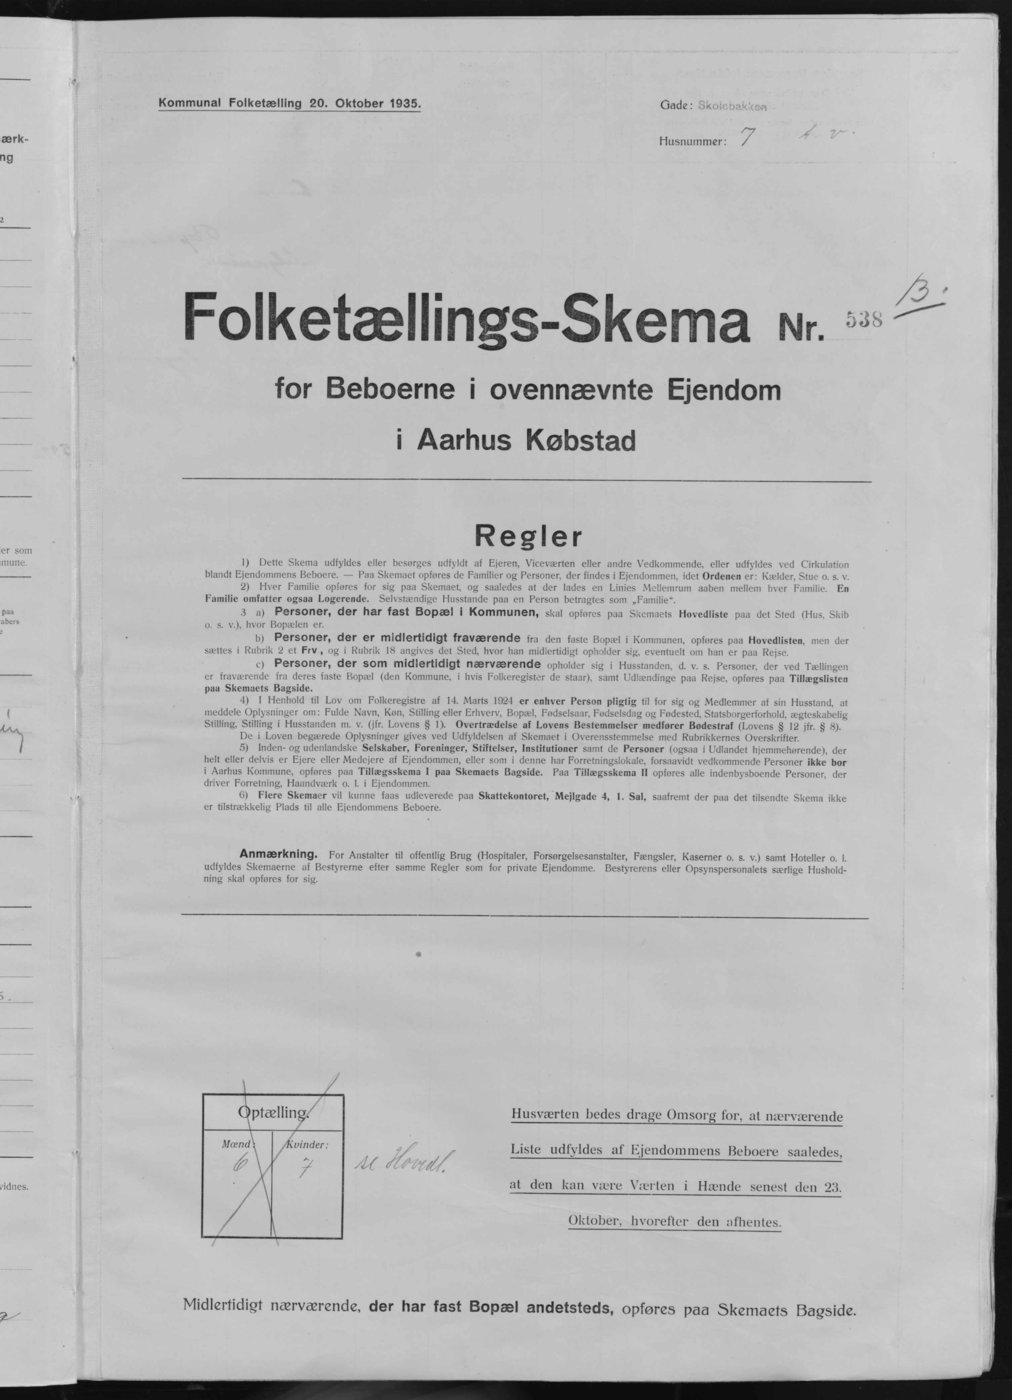 Kommunal Folketælling 20. Oktober 1935.
Gade: Skolebakken
Husnummer: 7 t. v.
Folketællings-Skema Nr. 538 B.
for Beboerne i ovennævnte Ejendom
i Aarhus Købstad
Regler
1) Dette Skema udfyldes eller besørges udfyldt af Ejeren, Viceværten eller andre Vedkommende, eller udfyldes ved Cirkulation
blandt Ejendommens Beboere. — Paa Skemaet opføres de Familier og Personer, der findes i Ejendommen, idet Ordenen er: Kælder, Stue o. s. v.
2) Hver Familie opføres for sig paa Skemaet, og saaledes at der lades en Linies Mellemrum aaben mellem hver Familie. En
Familie omfatter ogsaa Logerende. Selvstændige Husstande paa en Person betragtes som „Familie“.
3 a) Personer, der har fast Bopæl i Kommunen, skal opføres paa Skemaets Hovedliste paa det Sted (Hus, Skib
o. s. v.), hvor Bopælen er.
b) Personer, der er midlertidigt fraværende fra den faste Bopæl i Kommunen, opføres paa Hovedlisten, men der
sættes i Rubrik 2 et Frv., og i Rubrik 18 angives det Sted, hvor han midlertidigt opholder sig, eventuelt om han er paa Rejse.
c) Personer, der som midlertidigt nærværende opholder sig i Husstanden, d. v. s. Personer, der ved Tællingen
er fraværende fra deres faste Bopæl (den Kommune, i hvis Folkeregister de staar), samt Udlændinge paa Rejse, opføres paa Tillægslisten
paa Skemaets Bagside.
4) I Henhold til Lov om Folkeregistre af 14. Marts 1924 er enhver Person pligtig til for sig og Medlemmer af sin Husstand, at
meddele Oplysninger om: Fulde Navn, Køn, Stilling eller Erhverv, Bopæl, Fødselsaar, Fødselsdag og Fødested, Statsborgerforhold, ægteskabelig
Stilling, Stilling i Husstanden m. v. (jfr. Lovens § 1). Overtrædelse af Lovens Bestemmelser medfører Bødestraf (Lovens § 12 jfr. § 8).
De i Loven begærede Oplysninger gives ved Udfyldelsen af Skemaet i Overensstemmelse med Rubrikkernes Overskrifter.
5) Inden- og udenlandske Selskaber, Foreninger, Stiftelser, Institutioner samt de Personer (ogsaa i Udlandet hjemmehørende), der
helt eller delvis er Ejere eller Medejere af Ejendommen, eller som i denne har Forretningslokale, forsaavidt vedkommende Personer ikke bor
i Aarhus Kommune, opføres paa Tillægsskema I paa Skemaets Bagside. Paa Tillægsskema II opføres alle indenbysboende Personer, der
driver Forretning, Haandværk o. l. i Ejendommen.
6) Flere Skemaer vil kunne faas udleverede paa Skattekontoret, Mejlgade 4, 1. Sal, saafremt der paa det tilsendte Skema ikke
er tilstrækkelig Plads til alle Ejendommens Beboere.
Anmærkning. For Anstalter til offentlig Brug (Hospitaler, Forsørgelsesanstalter, Fængsler, Kaserner o. s. v.) samt Hoteller o. l.
udfyldes Skemaerne af Bestyrerne efter samme Regler som for private Ejendomme. Bestyrerens eller Opsynspersonalets særlige Hushold-
ning skal opføres for sig.
Optælling.
Mænd: Kvinder:
6 7 se Hovedl.
Husværten bedes drage Omsorg for, at nærværende
Liste udfyldes af Ejendommens Beboere saaledes,
at den kan være Værten i Hænde senest den 23.
Oktober, hvorefter den afhentes.
Midlertidigt nærværende, der har fast Bopæl andetsteds, opføres paa Skemaets Bagside.